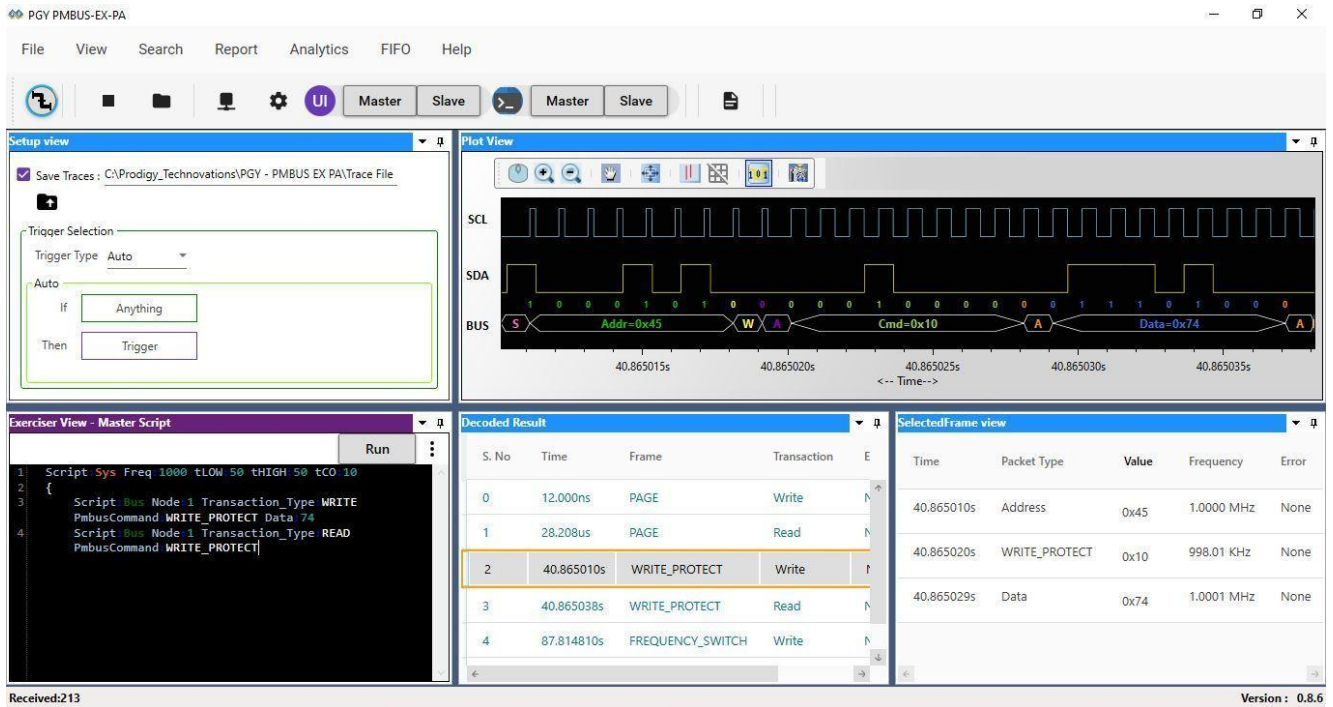 PGY PMBUS-EX-PA
File View Search Report Analytics FIFO Help
UI Master Slave >_ Master Slave
Setup view
Save Traces : C:\Prodigy_Technovations\PGY - PMBUS EX PA\Trace File
Trigger Selection
Trigger Type Auto
Auto
If Anything
Then Trigger
Plot View
1 0 1
SCL
SDA
1 0 0 0 1 0 1 0 0 0 0 0 1 0 0 0 0 0 0 1 1 1 0 1 0 0 0
BUS S Addr=0x45 W A Cmd=0x10 A Data=0x74 A
40.865015s 40.865020s 40.865025s 40.865030s 40.865035s
<-- Time-->
Exerciser View - Master Script
Run
1 Script:Sys Freq:1000 tLOW:50 tHIGH:50 tCO:10
2 {
3 Script:Bus Node:1 Transaction_Type:WRITE
PmbusCommand:WRITE_PROTECT Data:74
4 Script:Bus Node:1 Transaction_Type:READ
PmbusCommand:WRITE_PROTECT
Decoded Result
S. No Time Frame Transaction E
0 12.000ns PAGE Write N
1 28.208us PAGE Read N
2 40.865010s WRITE_PROTECT Write N
3 40.865038s WRITE_PROTECT Read N
4 87.814810s FREQUENCY_SWITCH Write N
SelectedFrame view
Time Packet Type Value Frequency Error
40.865010s Address 0x45 1.0000 MHz None
40.865020s WRITE_PROTECT 0x10 998.01 KHz None
40.865029s Data 0x74 1.0001 MHz None
Received:213
Version : 0.8.6